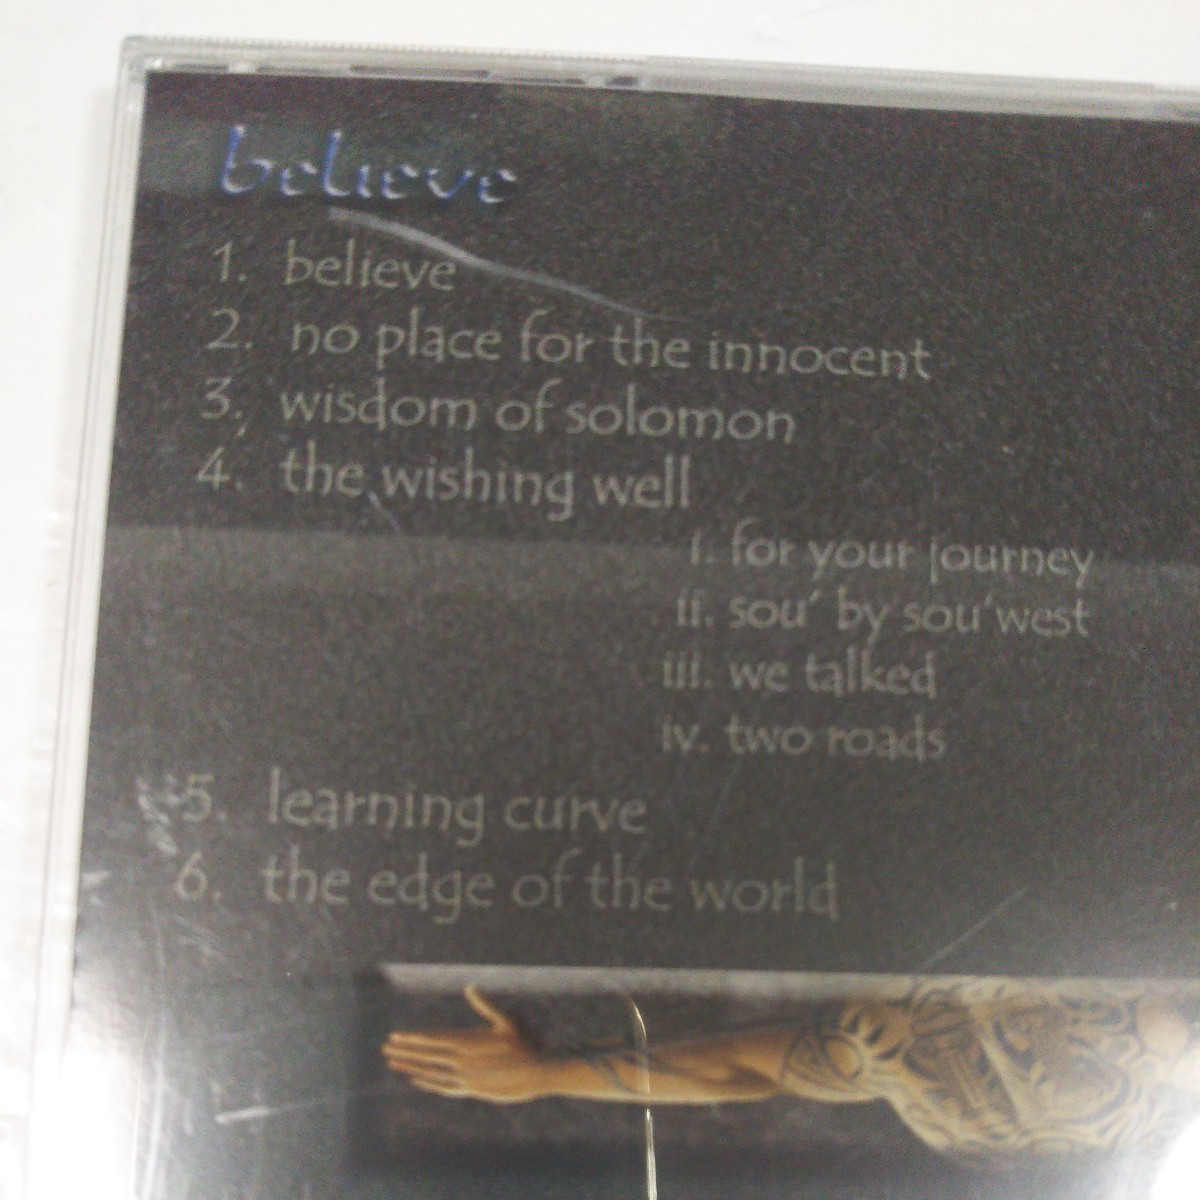 believe
1. believe
2. no place for the innocent
3. wisdom of solomon
4. the wishing well
i. for your journey
ii. sou' by sou'west
iii. we talked
iv. two roads
5. learning curve
6. the edge of the world